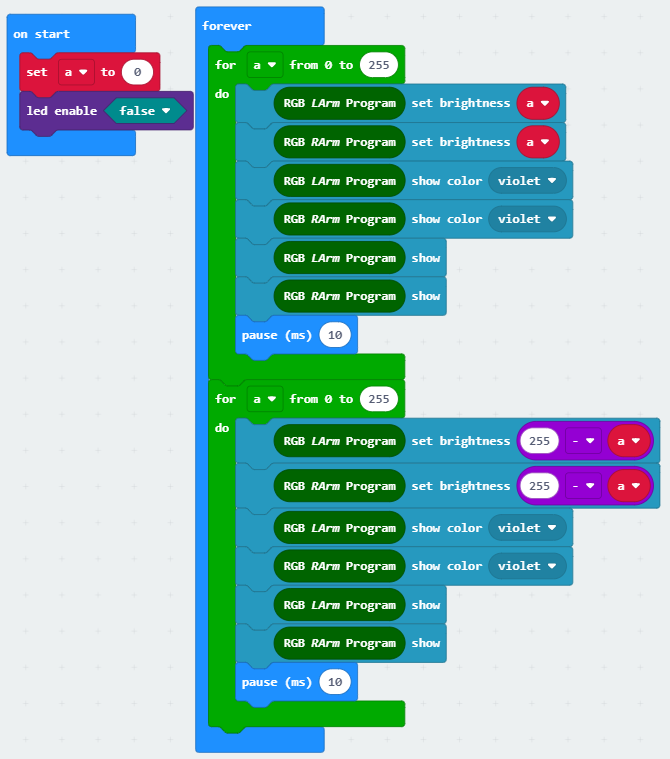 on start
set a to 0
led enable false
forever
for a from 0 to 255
do
RGB LArm Program set brightness a
RGB RArm Program set brightness a
RGB LArm Program show color violet
RGB RArm Program show color violet
RGB LArm Program show
RGB RArm Program show
pause (ms) 10
for a from 0 to 255
do
RGB LArm Program set brightness 255 - a
RGB RArm Program set brightness 255 - a
RGB LArm Program show color violet
RGB RArm Program show color violet
RGB LArm Program show
RGB RArm Program show
pause (ms) 10